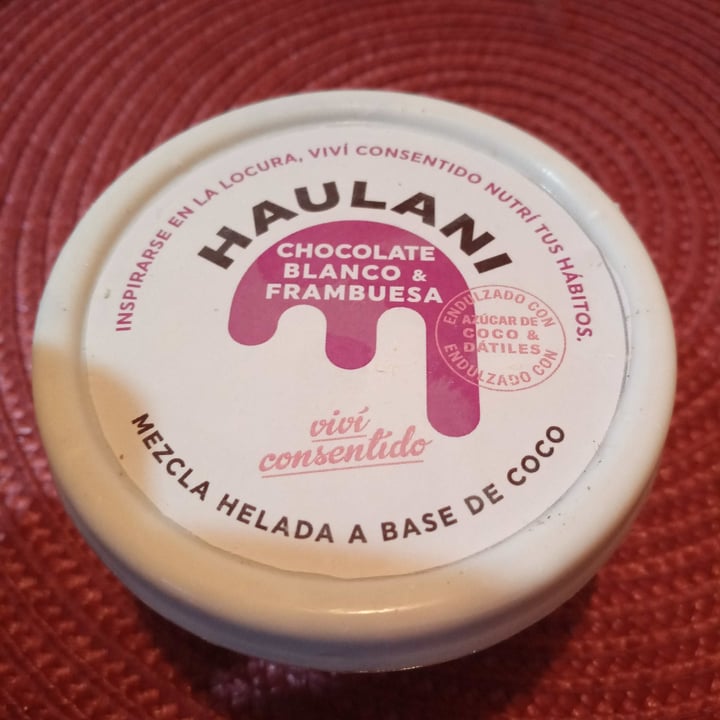 INSPIRARSE EN LA LOCURA, VIVÍ CONSENTIDO NUTRÍ TUS HÁBITOS.
HAULANI
CHOCOLATE
BLANCO &
FRAMBUESA
ENDULZADO CON
AZÚCAR DE
COCO &
DÁTILES
ENDULZADO CON
viví
consentido
MEZCLA HELADA A BASE DE COCO